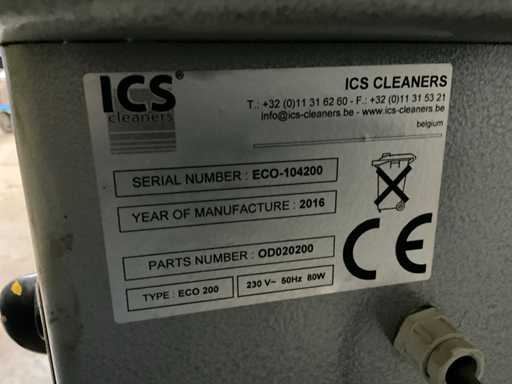 ICS®
cleaners
ICS CLEANERS
T.: +32 (0)11 31 62 60 - F.: +32 (0)11 31 53 21
info@ics-cleaners.be - www.ics-cleaners.be
belgium
SERIAL NUMBER : ECO-104200
YEAR OF MANUFACTURE : 2016
PARTS NUMBER : OD020200
TYPE : ECO 200
230 V~ 50Hz 80W
CE